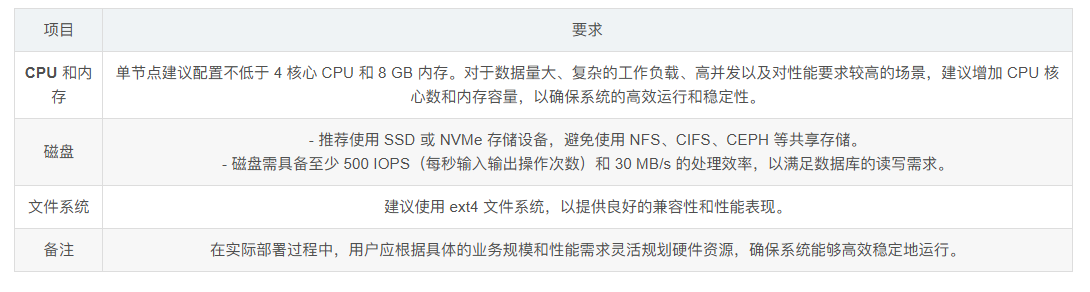 项目
要求
CPU 和内
存
单节点建议配置不低于 4 核心 CPU 和 8 GB 内存。对于数据量大、复杂的工作负载、高并发以及对性能要求较高的场景，建议增加 CPU 核
心数和内存容量，以确保系统的高效运行和稳定性。
磁盘
- 推荐使用 SSD 或 NVMe 存储设备，避免使用 NFS、CIFS、CEPH 等共享存储。
- 磁盘需具备至少 500 IOPS（每秒输入输出操作次数）和 30 MB/s 的处理效率，以满足数据库的读写需求。
文件系统
建议使用 ext4 文件系统，以提供良好的兼容性和性能表现。
备注
在实际部署过程中，用户应根据具体的业务规模和性能需求灵活规划硬件资源，确保系统能够高效稳定地运行。